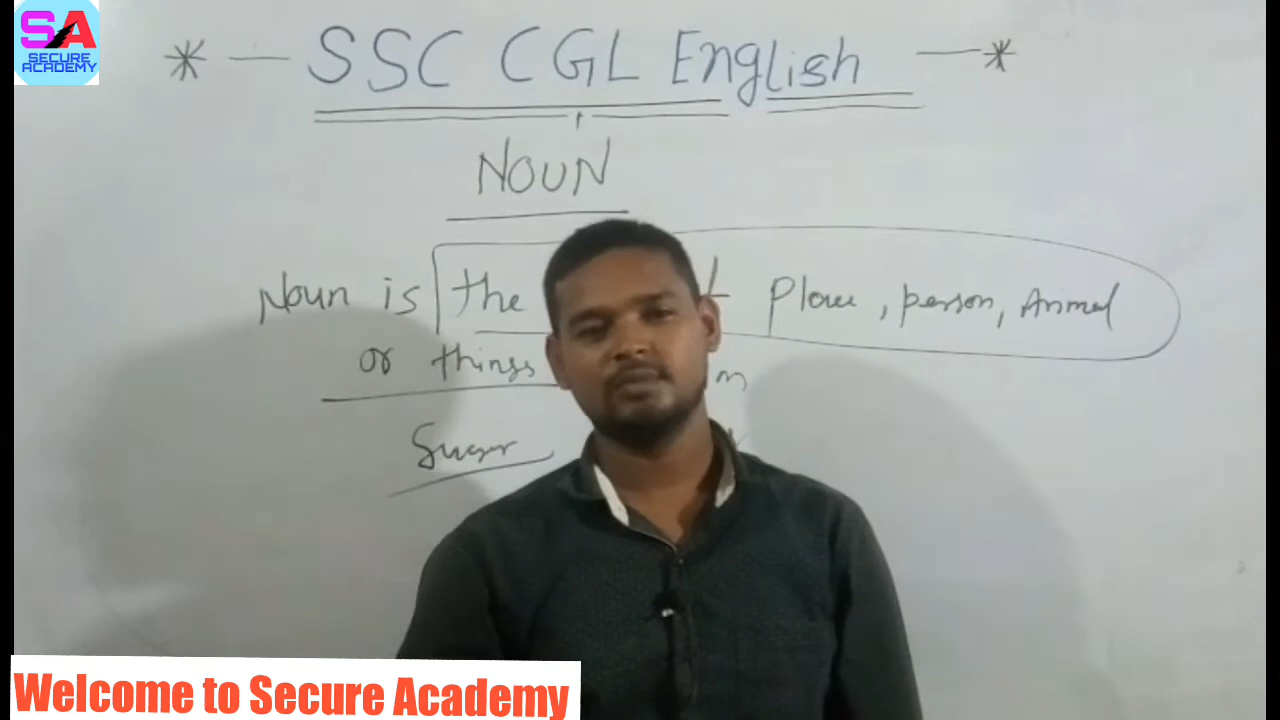 SA
SECURE
ACADEMY
SSC CGL English
NOUN
Noun is the Place, person, Animal
or things
Sugar
Welcome to Secure Academy